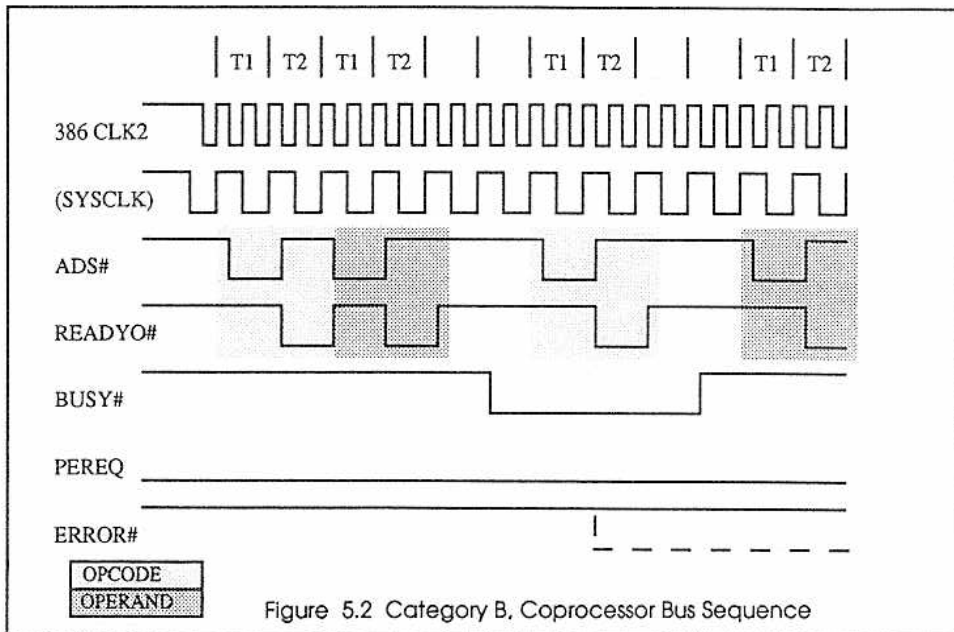 T1 T2 T1 T2 T1 T2 T1 T2
386 CLK2
(SYSCLK)
ADS#
READYO#
BUSY#
PEREQ
ERROR#
OPCODE
OPERAND
Figure 5.2 Category B, Coprocessor Bus Sequence